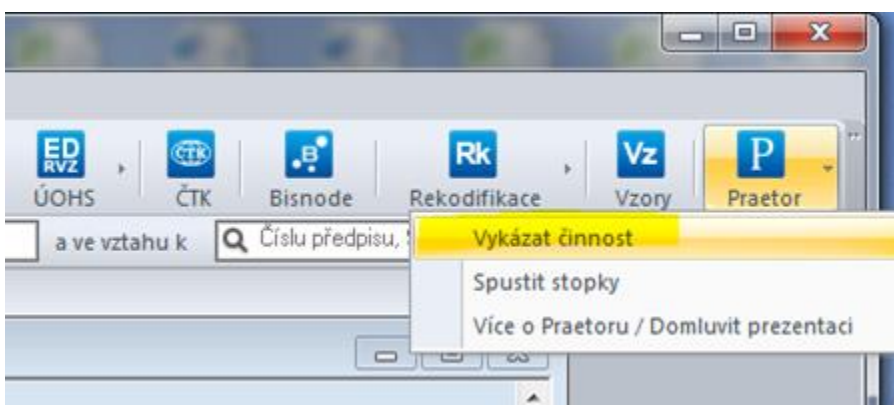 ED
RVZ
ČTK
B
Rk
Vz
P
ÚOHS
ČTK
Bisnode
Rekodifikace
Vzory
Praetor
a ve vztahu k
Číslu předpisu,
Vykázat činnost
Spustit stopky
Více o Praetoru / Domluvit prezentaci